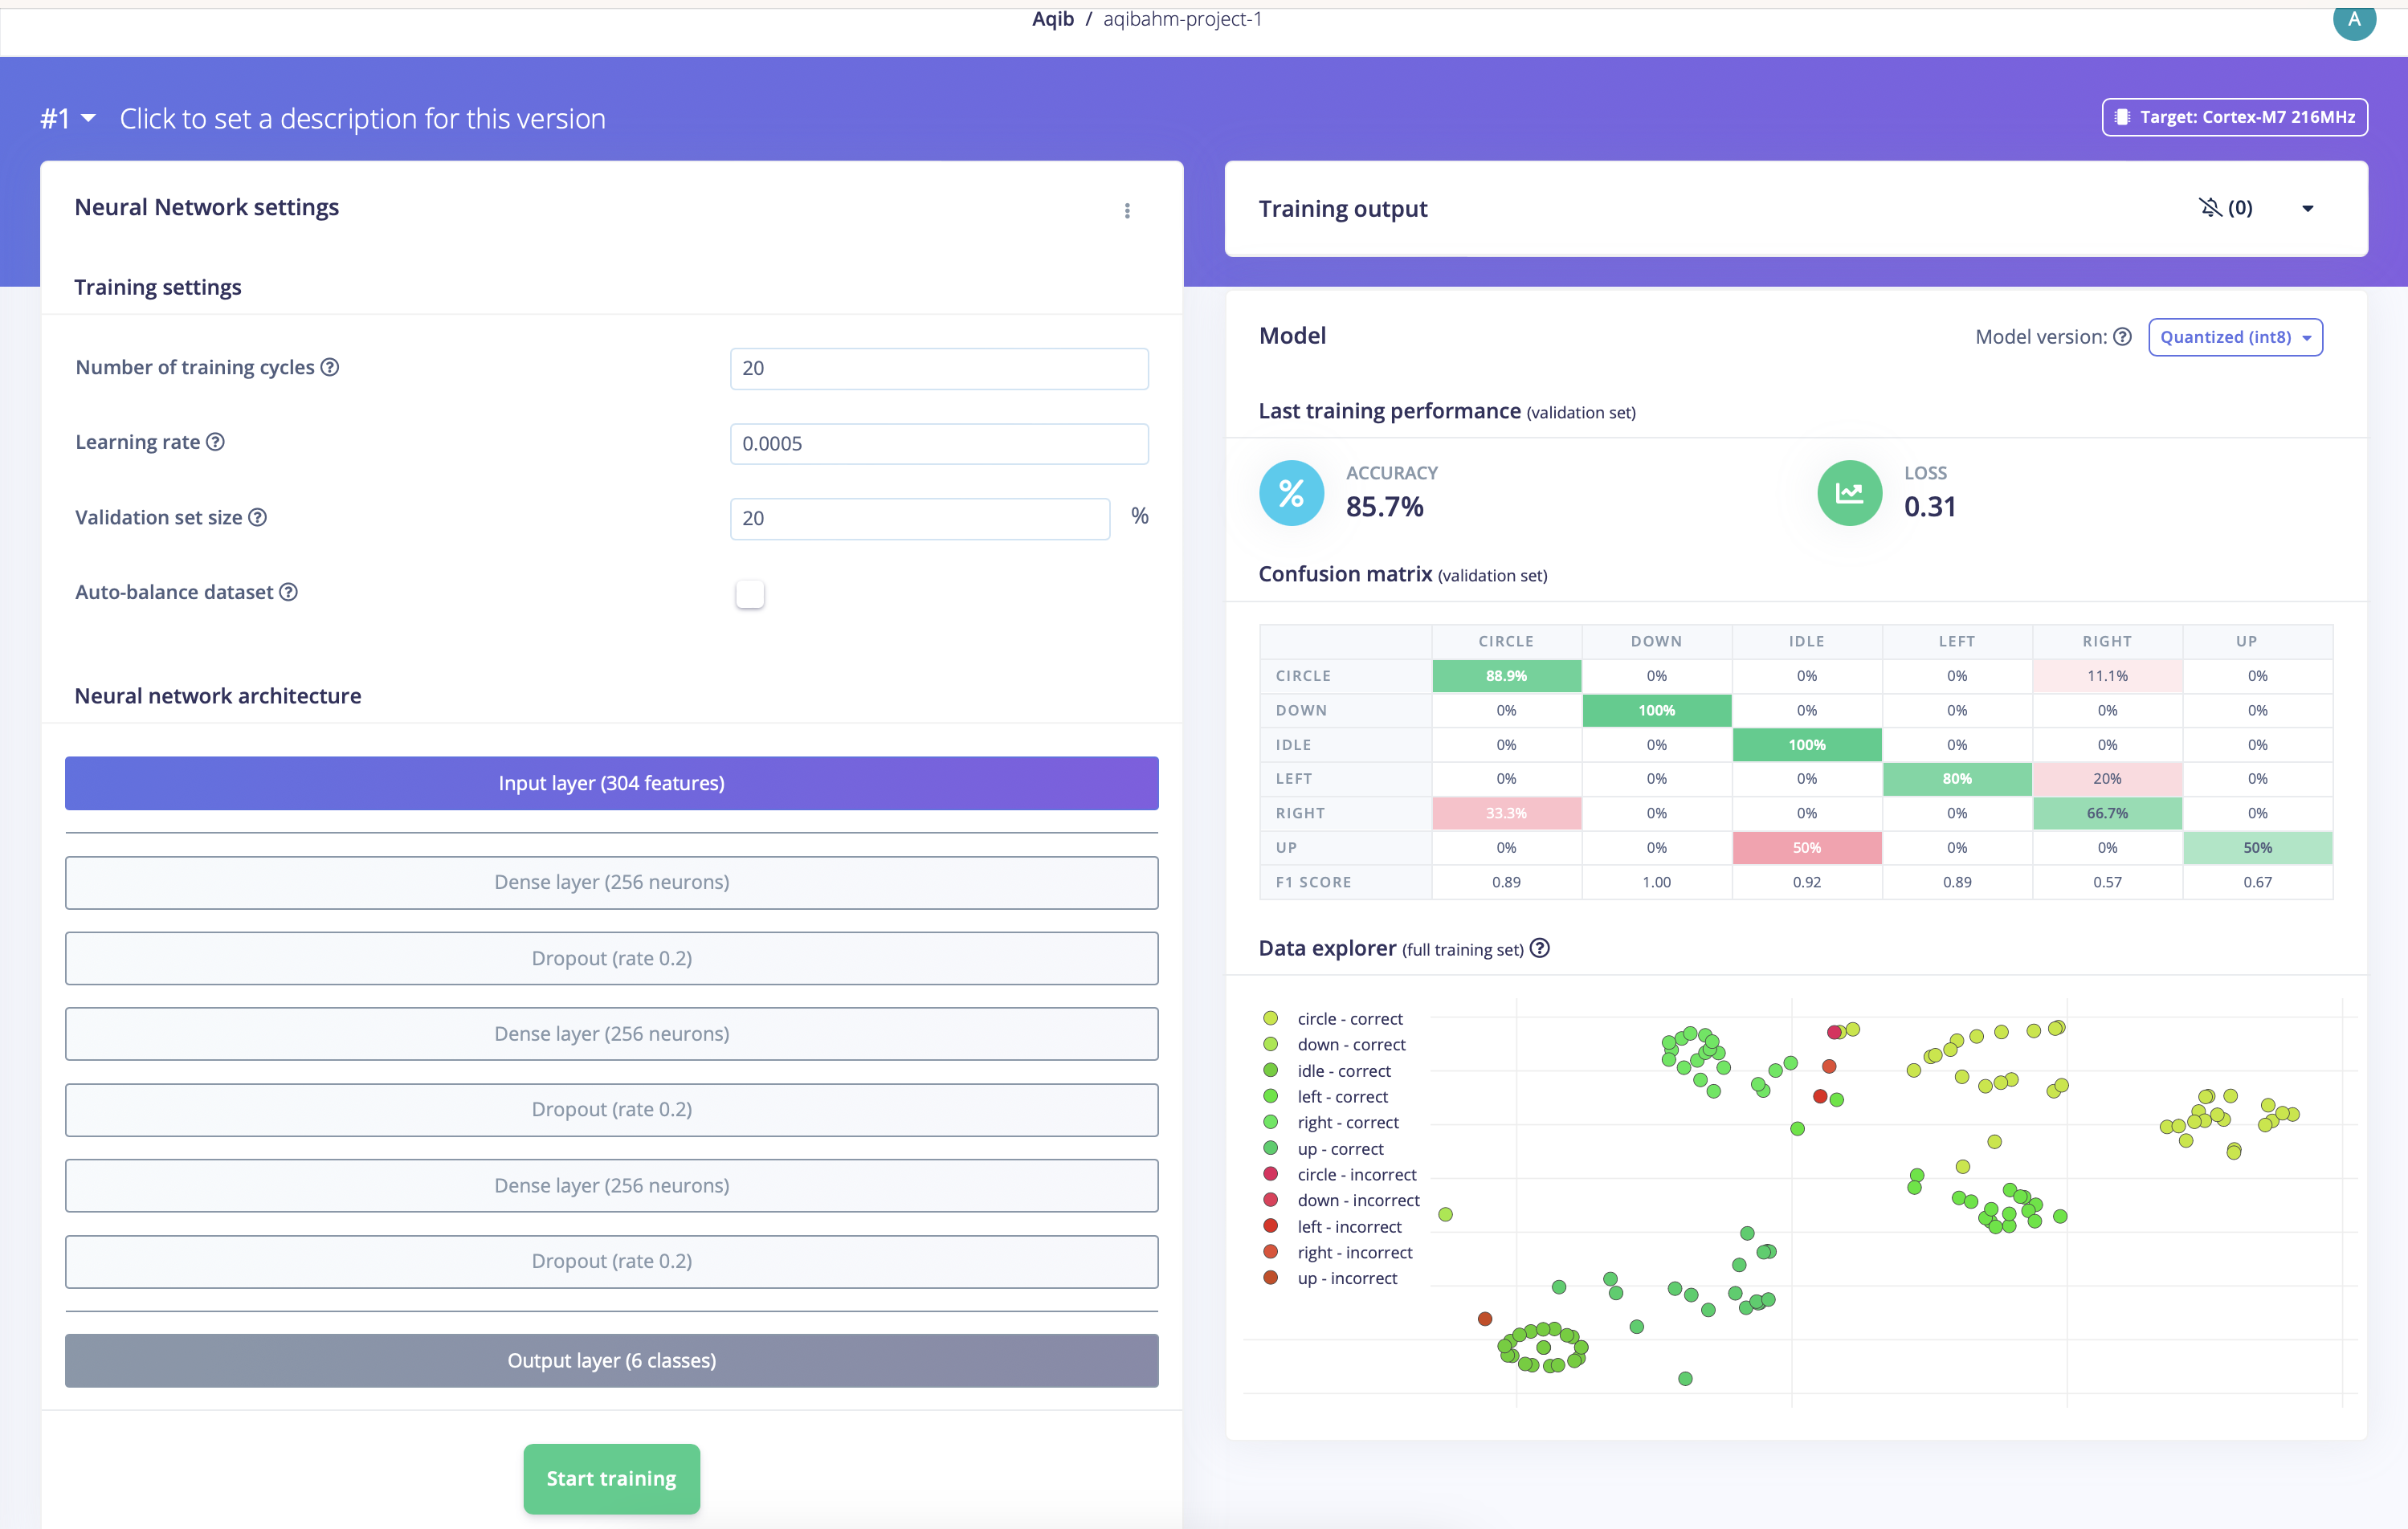 Aqib / aqibahm-project-1
A
#1 Click to set a description for this version
Target: Cortex-M7 216MHz
Neural Network settings
Training settings
Number of training cycles ?
20
Learning rate ?
0.0005
Validation set size ?
20 %
Auto-balance dataset ?
Neural network architecture
Input layer (304 features)
Dense layer (256 neurons)
Dropout (rate 0.2)
Dense layer (256 neurons)
Dropout (rate 0.2)
Dense layer (256 neurons)
Dropout (rate 0.2)
Output layer (6 classes)
Start training
Training output
(0)
Model
Model version: ? Quantized (int8)
Last training performance (validation set)
%
ACCURACY
85.7%
LOSS
0.31
Confusion matrix (validation set)
CIRCLE DOWN IDLE LEFT RIGHT UP
CIRCLE 88.9% 0% 0% 0% 11.1% 0%
DOWN 0% 100% 0% 0% 0% 0%
IDLE 0% 0% 100% 0% 0% 0%
LEFT 0% 0% 0% 80% 20% 0%
RIGHT 33.3% 0% 0% 0% 66.7% 0%
UP 0% 0% 50% 0% 0% 50%
F1 SCORE 0.89 1.00 0.92 0.89 0.57 0.67
Data explorer (full training set) ?
circle - correct
down - correct
idle - correct
left - correct
right - correct
up - correct
circle - incorrect
down - incorrect
left - incorrect
right - incorrect
up - incorrect